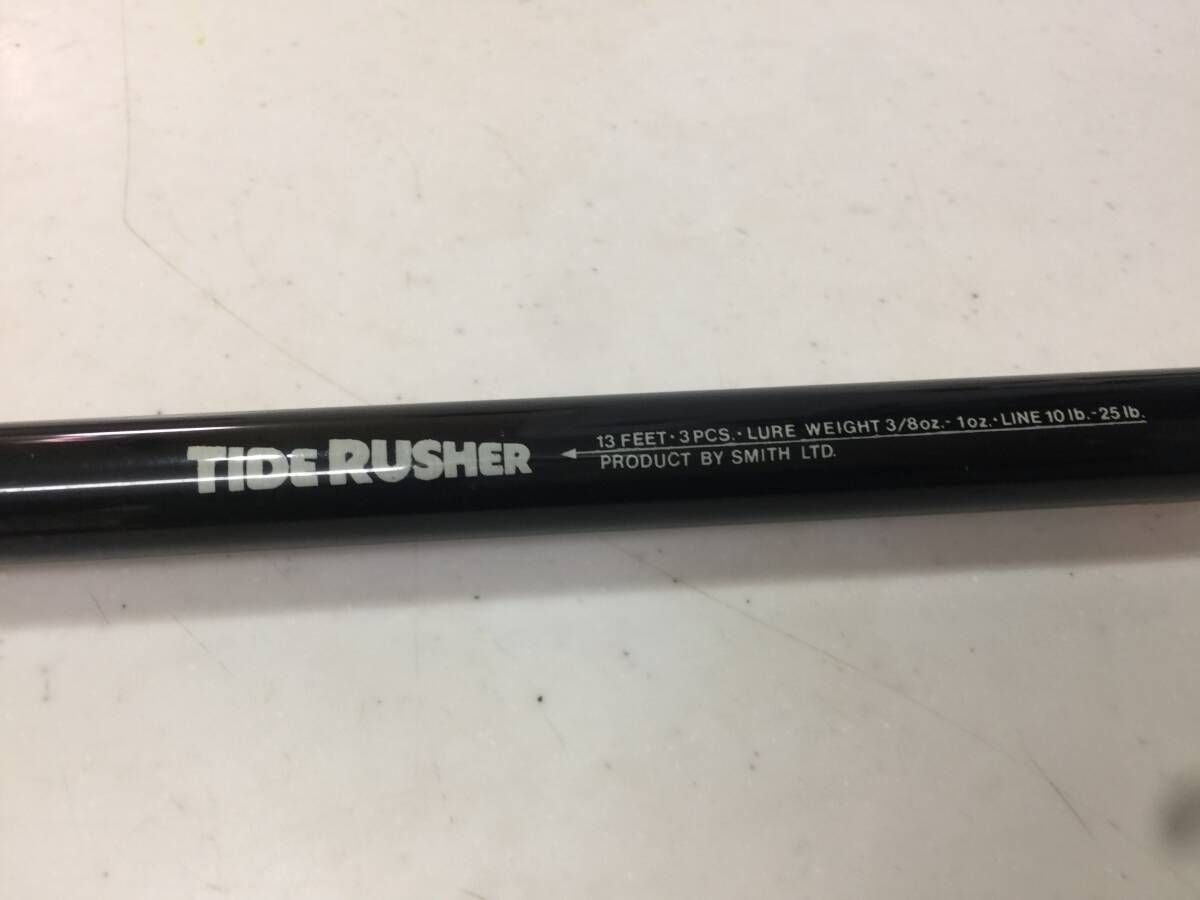 TIDE RUSHER
13 FEET · 3 PCS. · LURE WEIGHT 3/8oz. - 1oz. · LINE 10 lb. - 25 lb.
PRODUCT BY SMITH LTD.